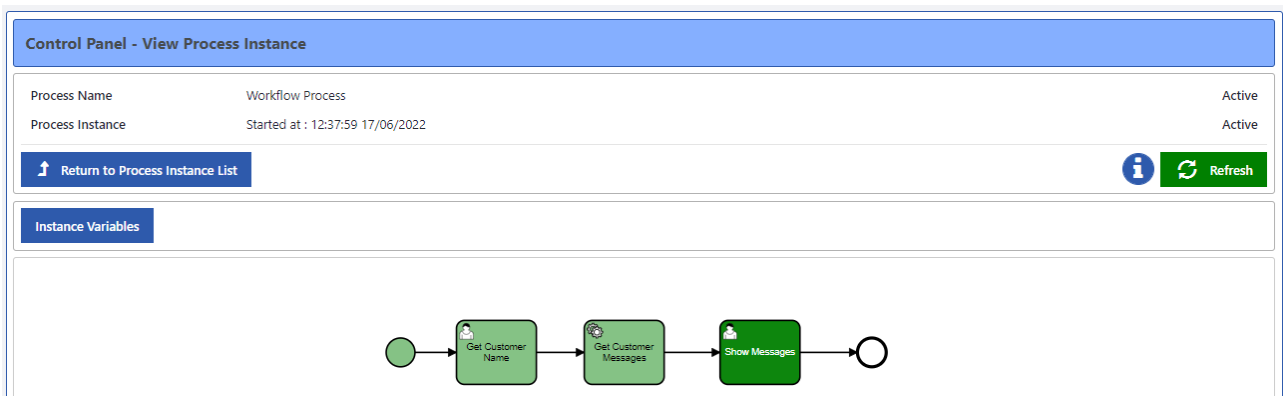 Control Panel - View Process Instance
Process Name Workflow Process Active
Process Instance Started at : 12:37:59 17/06/2022 Active
Return to Process Instance List
Refresh
Instance Variables
Get Customer
Name
Get Customer
Messages
Show Messages